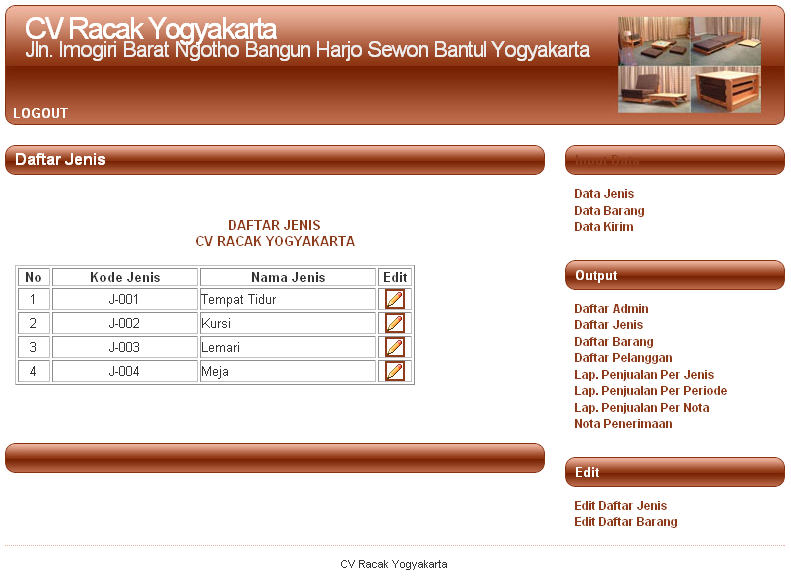 CV Racak Yogyakarta
Jln. Imogiri Barat Ngotho Bangun Harjo Sewon Bantul Yogyakarta
LOGOUT
Daftar Jenis
DAFTAR JENIS
CV RACAK YOGYAKARTA
No Kode Jenis Nama Jenis Edit
1 J-001 Tempat Tidur
2 J-002 Kursi
3 J-003 Lemari
4 J-004 Meja
Input Data
Data Jenis
Data Barang
Data Kirim
Output
Daftar Admin
Daftar Jenis
Daftar Barang
Daftar Pelanggan
Lap. Penjualan Per Jenis
Lap. Penjualan Per Periode
Lap. Penjualan Per Nota
Nota Penerimaan
Edit
Edit Daftar Jenis
Edit Daftar Barang
CV Racak Yogyakarta